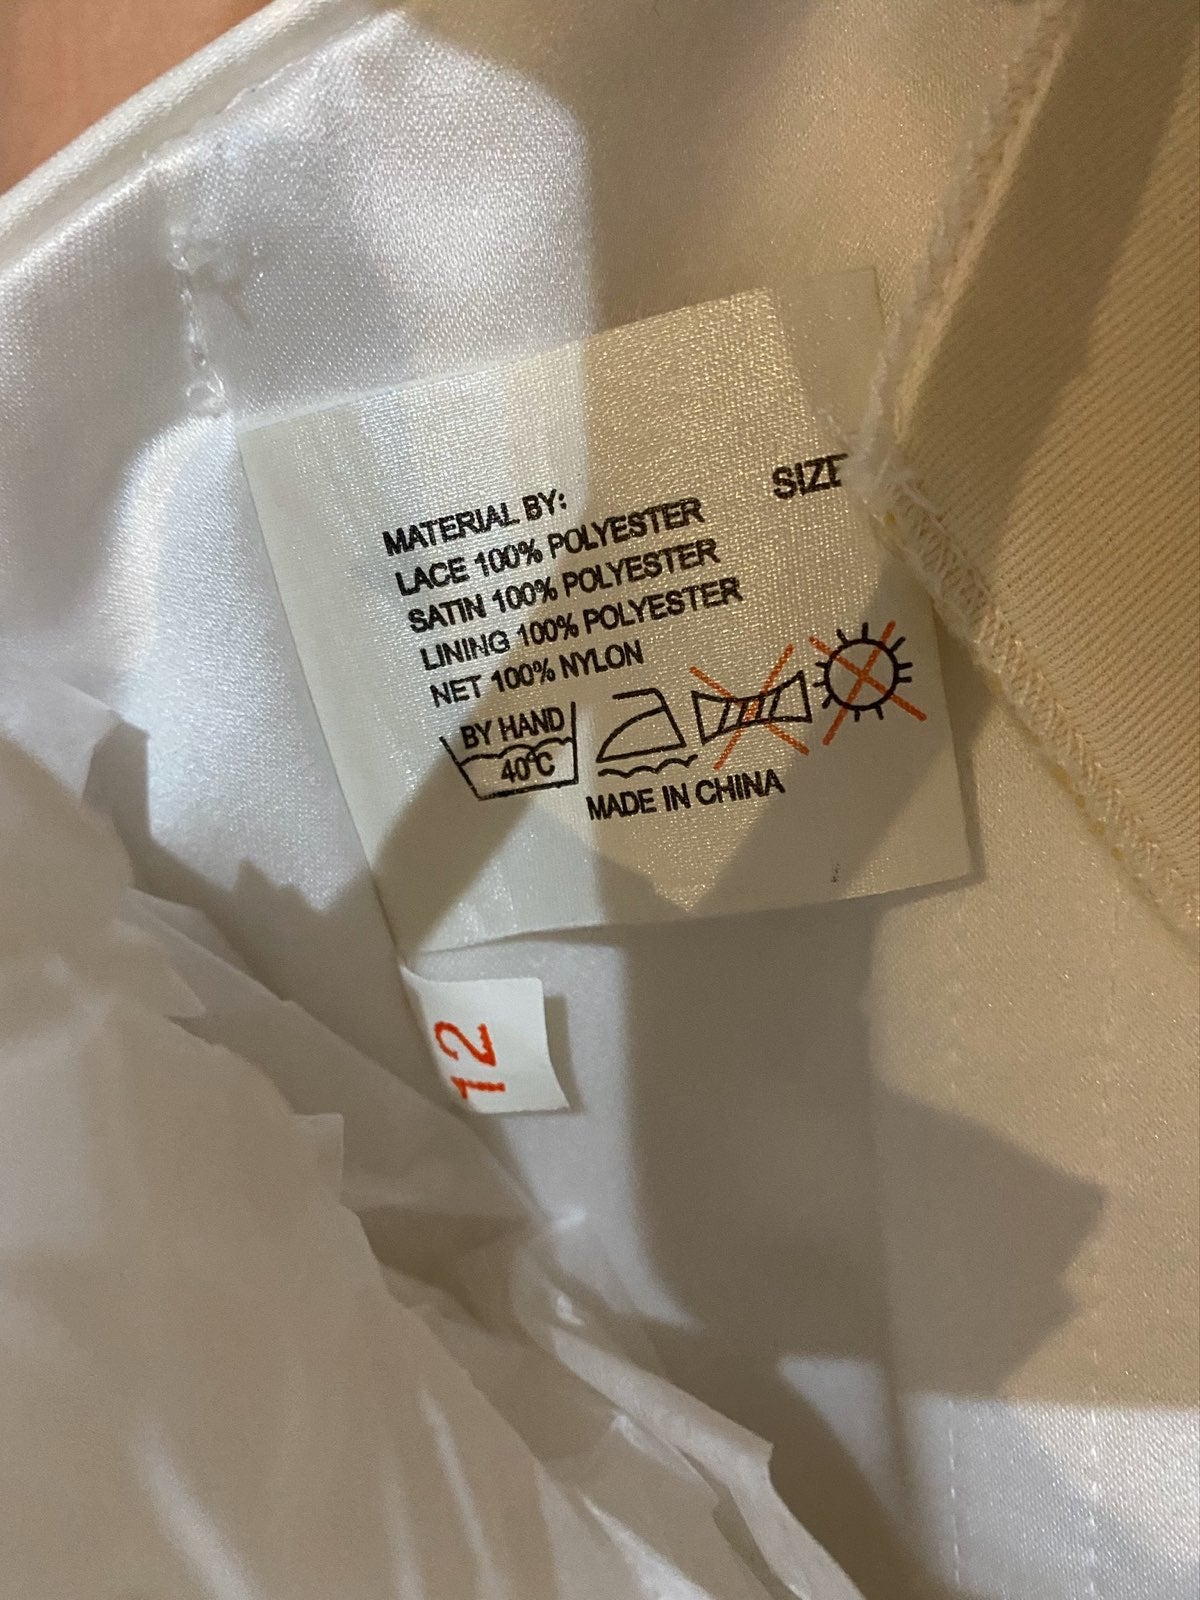 SIZE
MATERIAL BY:
LACE 100% POLYESTER
SATIN 100% POLYESTER
LINING 100% POLYESTER
NET 100% NYLON
BY HAND
40°C
MADE IN CHINA
12